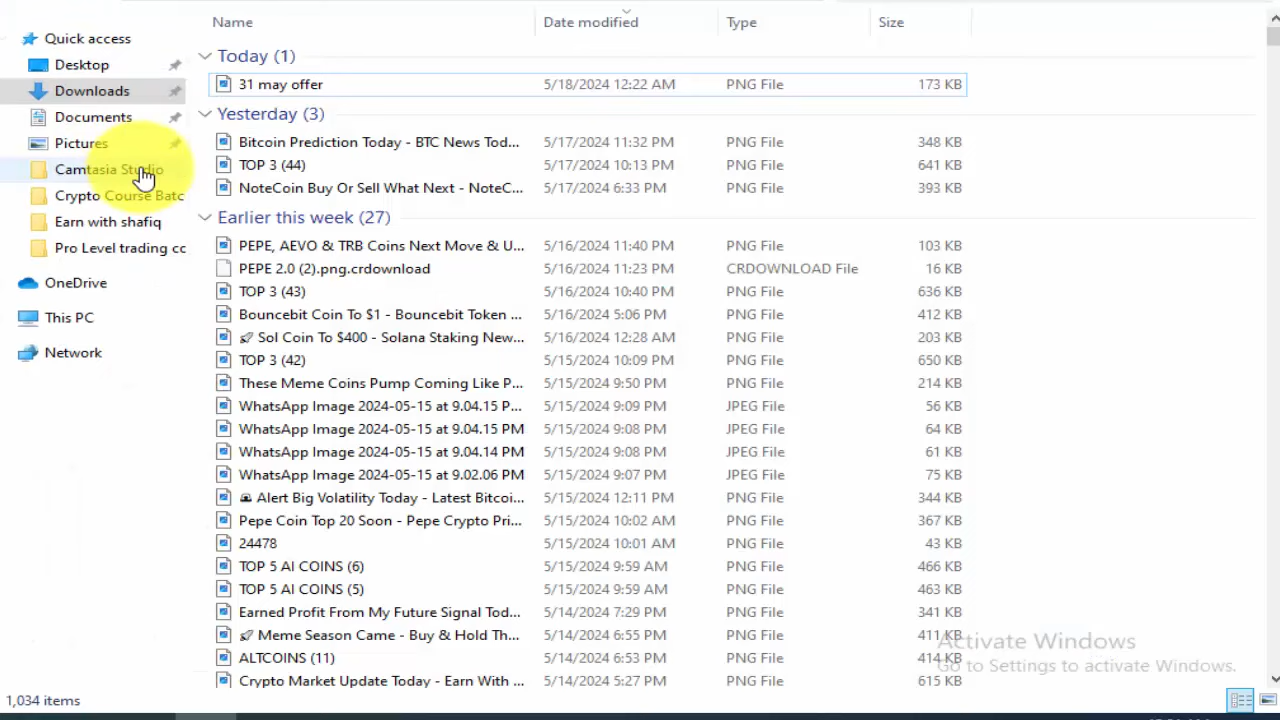 Name Date modified Type Size
Quick access
Desktop
Downloads
Documents
Pictures
Camtasia Studio
Crypto Course Batc
Earn with shafiq
Pro Level trading cc
OneDrive
This PC
Network
Today (1)
31 may offer 5/18/2024 12:22 AM PNG File 173 KB
Yesterday (3)
Bitcoin Prediction Today - BTC News Tod... 5/17/2024 11:32 PM PNG File 348 KB
TOP 3 (44) 5/17/2024 10:13 PM PNG File 641 KB
NoteCoin Buy Or Sell What Next - NoteC... 5/17/2024 6:33 PM PNG File 393 KB
Earlier this week (27)
PEPE, AEVO & TRB Coins Next Move & U... 5/16/2024 11:40 PM PNG File 103 KB
PEPE 2.0 (2).png.crdownload 5/16/2024 11:23 PM CRDOWNLOAD File 16 KB
TOP 3 (43) 5/16/2024 10:40 PM PNG File 636 KB
Bouncebit Coin To $1 - Bouncebit Token ... 5/16/2024 5:06 PM PNG File 412 KB
🚀 Sol Coin To $400 - Solana Staking New... 5/16/2024 12:28 AM PNG File 203 KB
TOP 3 (42) 5/15/2024 10:09 PM PNG File 650 KB
These Meme Coins Pump Coming Like P... 5/15/2024 9:50 PM PNG File 214 KB
WhatsApp Image 2024-05-15 at 9.04.15 P... 5/15/2024 9:09 PM JPEG File 56 KB
WhatsApp Image 2024-05-15 at 9.04.15 PM 5/15/2024 9:08 PM JPEG File 64 KB
WhatsApp Image 2024-05-15 at 9.04.14 PM 5/15/2024 9:08 PM JPEG File 61 KB
WhatsApp Image 2024-05-15 at 9.02.06 PM 5/15/2024 9:07 PM JPEG File 75 KB
🚨 Alert Big Volatility Today - Latest Bitcoi... 5/15/2024 12:11 PM PNG File 344 KB
Pepe Coin Top 20 Soon - Pepe Crypto Pri... 5/15/2024 10:02 AM PNG File 367 KB
24478 5/15/2024 10:01 AM PNG File 43 KB
TOP 5 AI COINS (6) 5/15/2024 9:59 AM PNG File 466 KB
TOP 5 AI COINS (5) 5/15/2024 9:59 AM PNG File 463 KB
Earned Profit From My Future Signal Tod... 5/14/2024 7:29 PM PNG File 341 KB
🚀 Meme Season Came - Buy & Hold Th... 5/14/2024 6:55 PM PNG File 411 KB
ALTCOINS (11) 5/14/2024 6:53 PM PNG File 414 KB
Crypto Market Update Today - Earn With ... 5/14/2024 5:27 PM PNG File 615 KB
Activate Windows
Go to Settings to activate Windows.
1,034 items